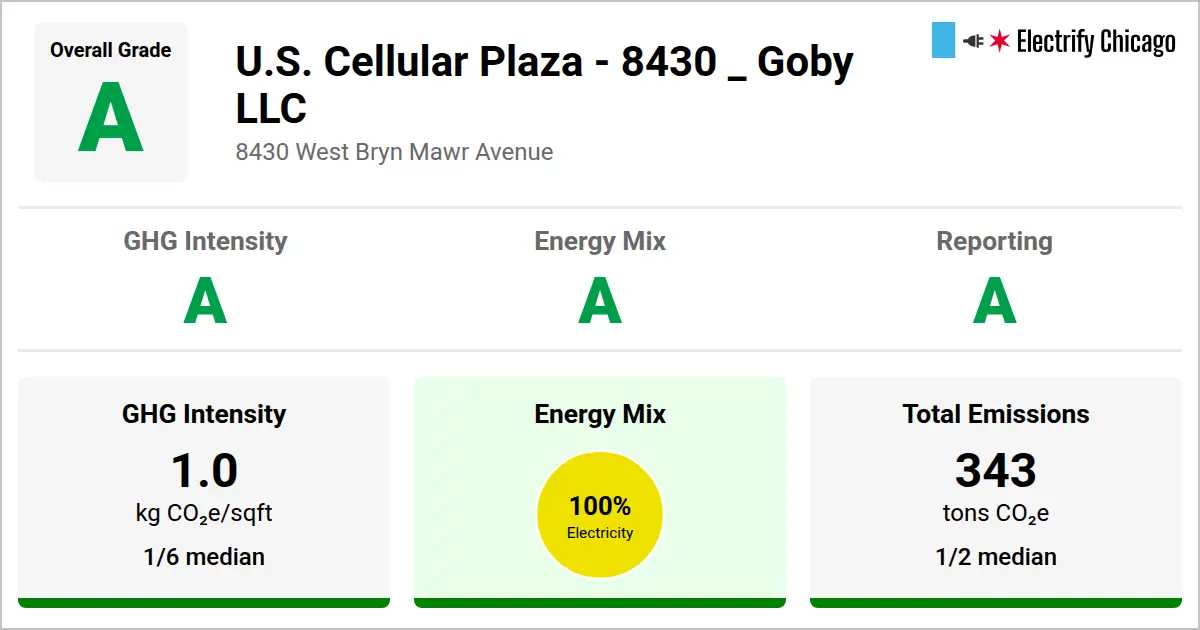 Overall Grade
A
U.S. Cellular Plaza - 8430 _ Goby
LLC
8430 West Bryn Mawr Avenue
Electrify Chicago
GHG Intensity
A
Energy Mix
A
Reporting
A
GHG Intensity
1.0
kg CO₂e/sqft
1/6 median
Energy Mix
100%
Electricity
Total Emissions
343
tons CO₂e
1/2 median